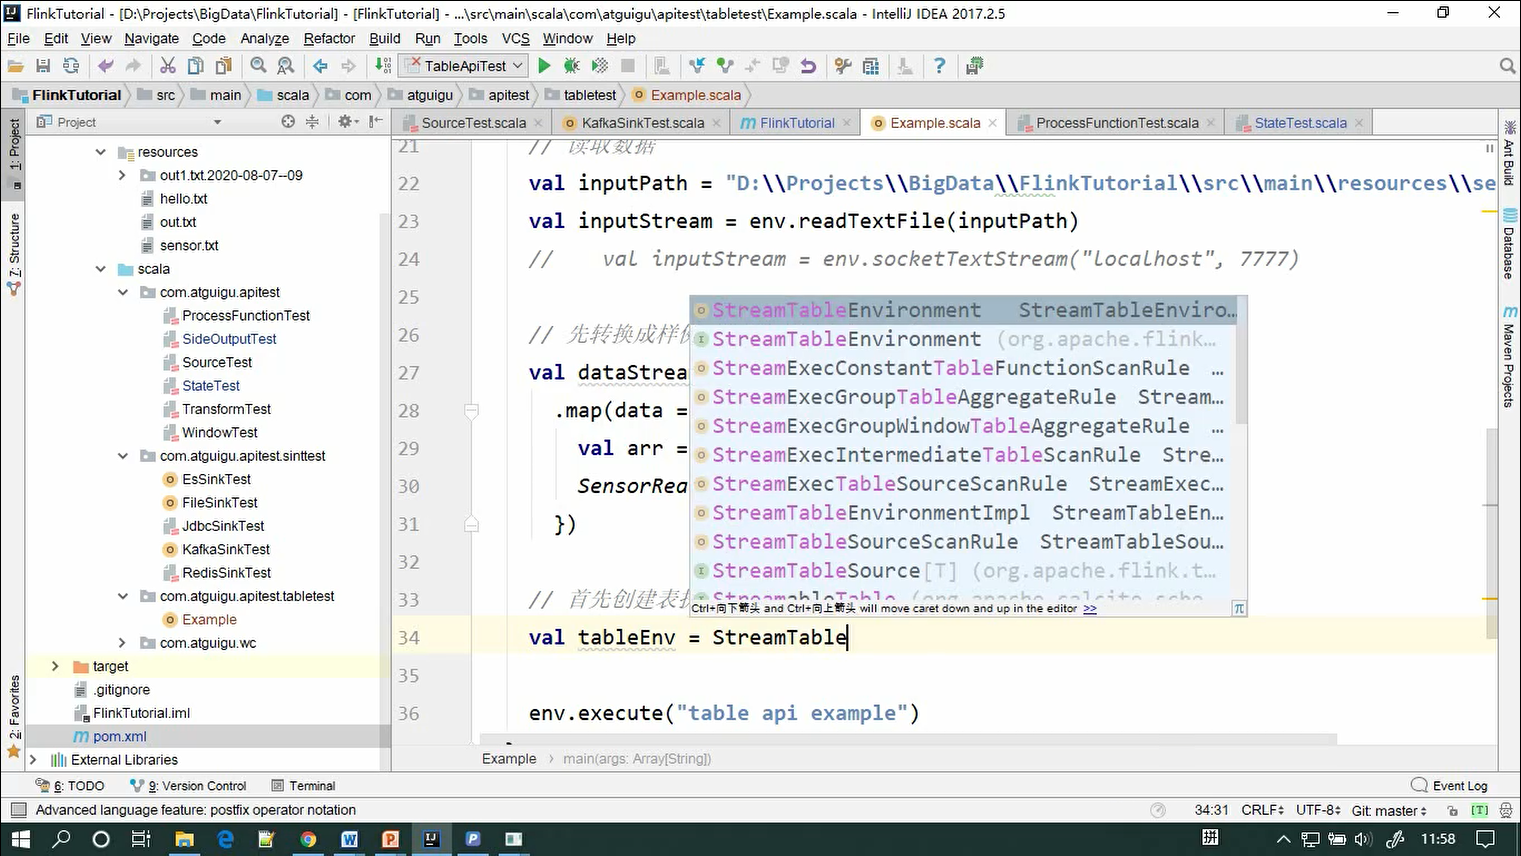 FlinkTutorial - [D:\Projects\BigData\FlinkTutorial] - [FlinkTutorial] - ...\src\main\scala\com\atguigu\apitest\tabletest\Example.scala - IntelliJ IDEA 2017.2.5
File Edit View Navigate Code Analyze Refactor Build Run Tools VCS Window Help
TableApiTest
FlinkTutorial src main scala com atguigu apitest tabletest Example.scala
Project
SourceTest.scala KafkaSinkTest.scala FlinkTutorial Example.scala ProcessFunctionTest.scala StateTest.scala
1: Project
7: Structure
2: Favorites
resources
out1.txt.2020-08-07--09
hello.txt
out.txt
sensor.txt
scala
com.atguigu.apitest
ProcessFunctionTest
SideOutputTest
SourceTest
StateTest
TransformTest
WindowTest
com.atguigu.apitest.sinttest
EsSinkTest
FileSinkTest
JdbcSinkTest
KafkaSinkTest
RedisSinkTest
com.atguigu.apitest.tabletest
Example
com.atguigu.wc
target
.gitignore
FlinkTutorial.iml
pom.xml
External Libraries
21 // 读取数据
22 val inputPath = "D:\\Projects\\BigData\\FlinkTutorial\\src\\main\\resources\\se
23 val inputStream = env.readTextFile(inputPath)
24 // val inputStream = env.socketTextStream("localhost", 7777)
25
26 // 先转换成样
27 val dataStrea
28 .map(data =
29 val arr =
30 SensorRea
31 })
32
33 // 首先创建表
34 val tableEnv = StreamTable
35
36 env.execute("table api example")
StreamTableEnvironment StreamTableEnviro...
StreamTableEnvironment (org.apache.flink...
StreamExecConstantTableFunctionScanRule ...
StreamExecGroupTableAggregateRule Stream...
StreamExecGroupWindowTableAggregateRule ...
StreamExecIntermediateTableScanRule Stre...
StreamExecTableSourceScanRule StreamExec...
StreamTableEnvironmentImpl StreamTableEn...
StreamTableSourceScanRule StreamTableSou...
StreamTableSource[T] (org.apache.flink.t...
StreamableTable (org.apache.calcite.sche...
Ctrl+向下箭头 and Ctrl+向上箭头 will move caret down and up in the editor >> π
Ant Build
Database
Maven Projects
Example main(args: Array[String])
6: TODO 9: Version Control Terminal Event Log
Advanced language feature: postfix operator notation 34:31 CRLF UTF-8 Git: master [T]
拼 11:58